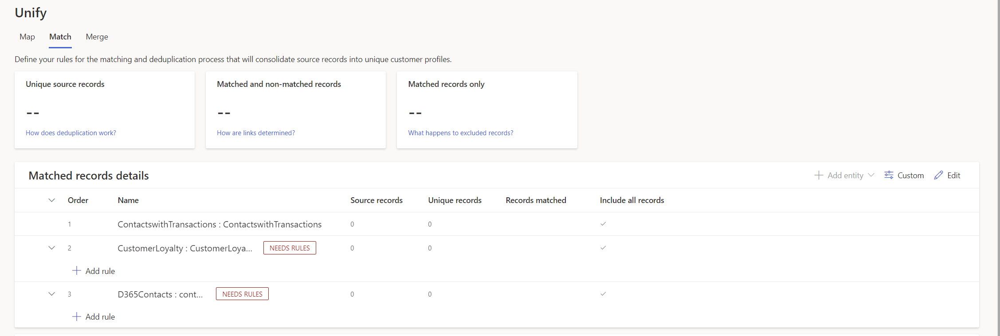 Unify
Map Match Merge
Define your rules for the matching and deduplication process that will consolidate source records into unique customer profiles.
Unique source records
--
How does deduplication work?
Matched and non-matched records
--
How are links determined?
Matched records only
--
What happens to excluded records?
Matched records details
Add entity Custom Edit
Order Name Source records Unique records Records matched Include all records
1 ContactswithTransactions : ContactswithTransactions 0 0
2 CustomerLoyalty : CustomerLoya... NEEDS RULES 0 0
Add rule
3 D365Contacts : cont... NEEDS RULES 0 0
Add rule